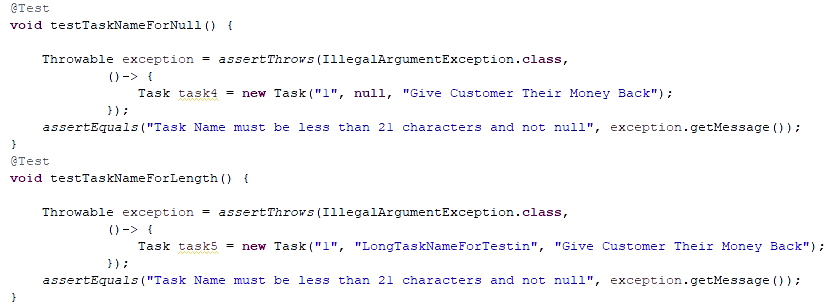 @Test
void testTaskNameForNull() {
Throwable exception = assertThrows(IllegalArgumentException.class,
()-> {
Task task4 = new Task("1", null, "Give Customer Their Money Back");
});
assertEquals("Task Name must be less than 21 characters and not null", exception.getMessage());
}
@Test
void testTaskNameForLength() {
Throwable exception = assertThrows(IllegalArgumentException.class,
()-> {
Task task5 = new Task("1", "LongTaskNameForTestin", "Give Customer Their Money Back");
});
assertEquals("Task Name must be less than 21 characters and not null", exception.getMessage());
}